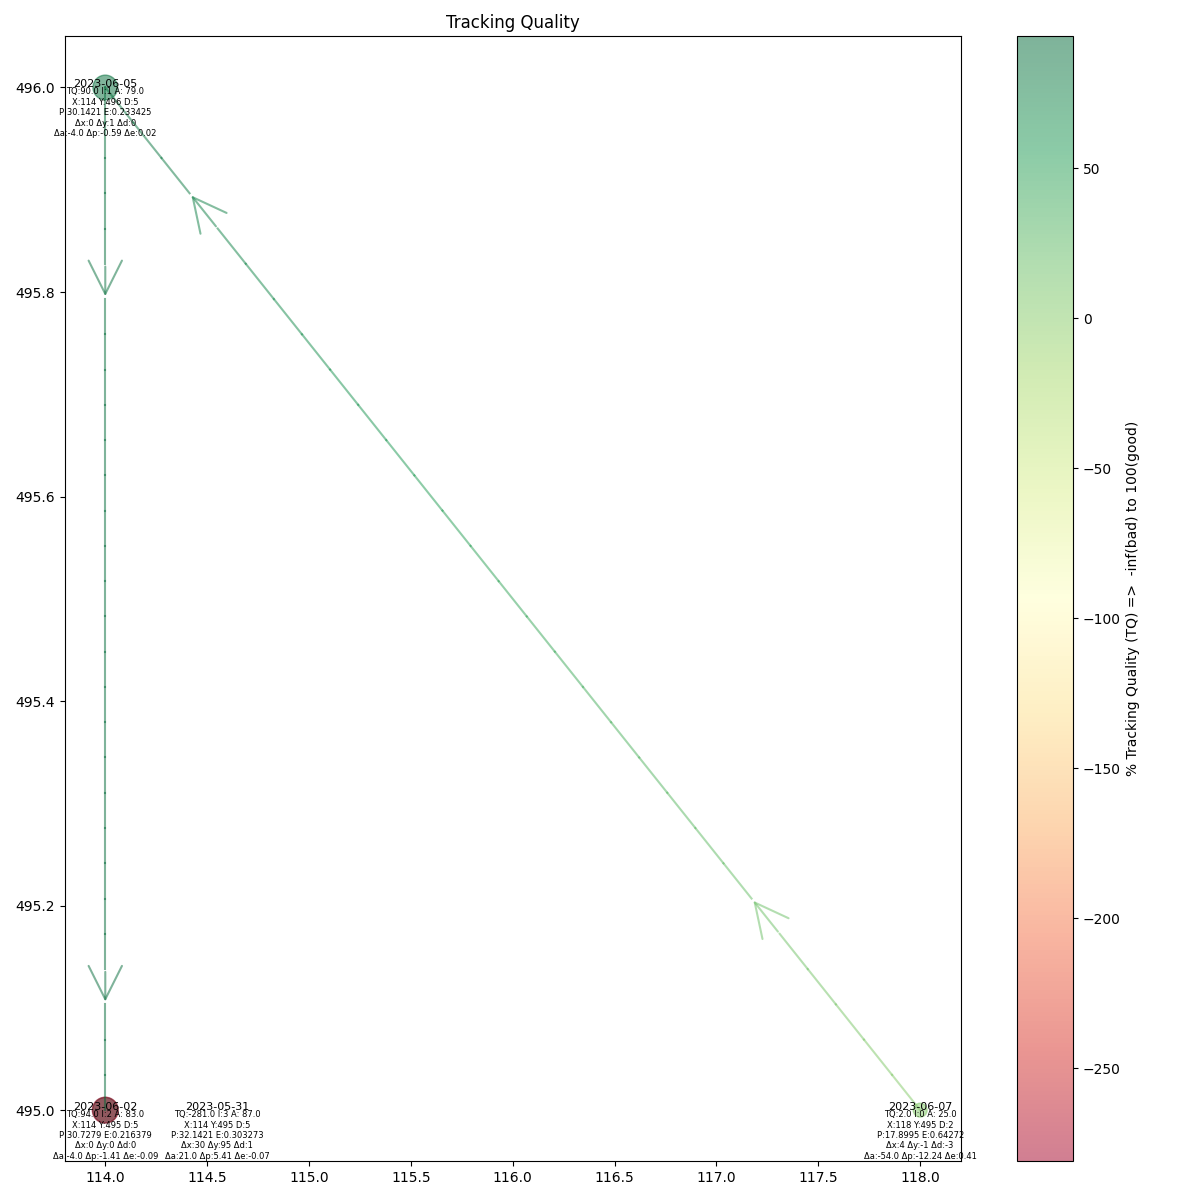 Tracking Quality
496.0
495.8
495.6
495.4
495.2
495.0
2023-06-05
TQ:90.0 I:1 A: 79.0
X:114 Y:496 D:5
P:30.1421 E:0.233425
Δx:0 Δy:1 Δd:0
Δa:-4.0 Δp:-0.59 Δe:0.02
2023-06-02
TQ:94.0 I:2 A: 83.0
X:114 Y:495 D:5
P:30.7279 E:0.216379
Δx:0 Δy:0 Δd:0
Δa:-4.0 Δp:-1.41 Δe:-0.09
2023-05-31
TQ:-281.0 I:3 A: 87.0
X:114 Y:495 D:5
P:32.1421 E:0.303273
Δx:30 Δy:95 Δd:1
Δa:21.0 Δp:5.41 Δe:-0.07
2023-06-07
TQ:2.0 I:0 A: 25.0
X:118 Y:495 D:2
P:17.8995 E:0.64272
Δx:4 Δy:-1 Δd:-3
Δa:-54.0 Δp:-12.24 Δe:0.41
114.0 114.5 115.0 115.5 116.0 116.5 117.0 117.5 118.0
50
0
−50
−100
−150
−200
−250
% Tracking Quality (TQ) => -inf(bad) to 100(good)